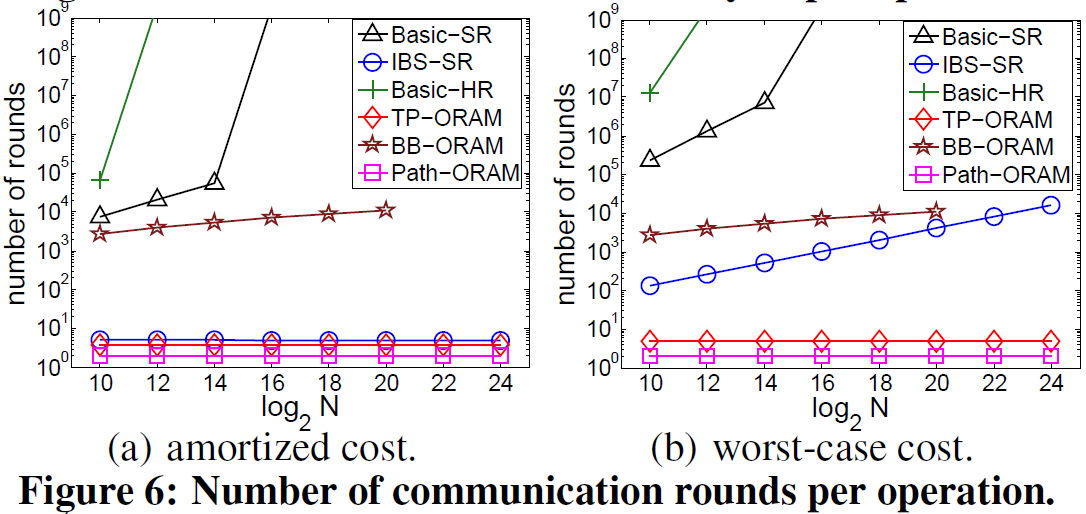 10^9
10^8
10^7
10^6
10^5
10^4
10^3
10^2
10^1
10^0
number of rounds
Basic-SR
IBS-SR
Basic-HR
TP-ORAM
BB-ORAM
Path-ORAM
10 12 14 16 18 20 22 24
log_2 N
(a) amortized cost.
10^9
10^8
10^7
10^6
10^5
10^4
10^3
10^2
10^1
10^0
number of rounds
Basic-SR
IBS-SR
Basic-HR
TP-ORAM
BB-ORAM
Path-ORAM
10 12 14 16 18 20 22 24
log_2 N
(b) worst-case cost.
Figure 6: Number of communication rounds per operation.